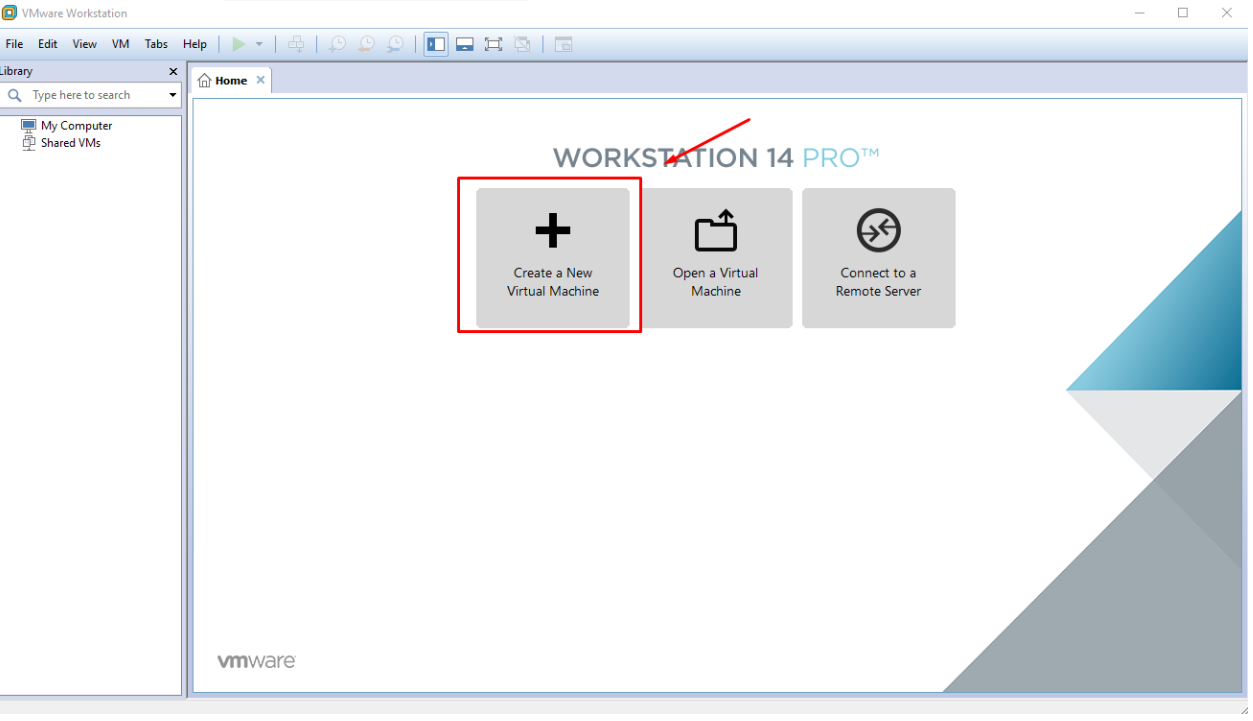 VMware Workstation
File Edit View VM Tabs Help
Library
Type here to search
My Computer
Shared VMs
Home
WORKSTATION 14 PRO™
Create a New
Virtual Machine
Open a Virtual
Machine
Connect to a
Remote Server
vmware